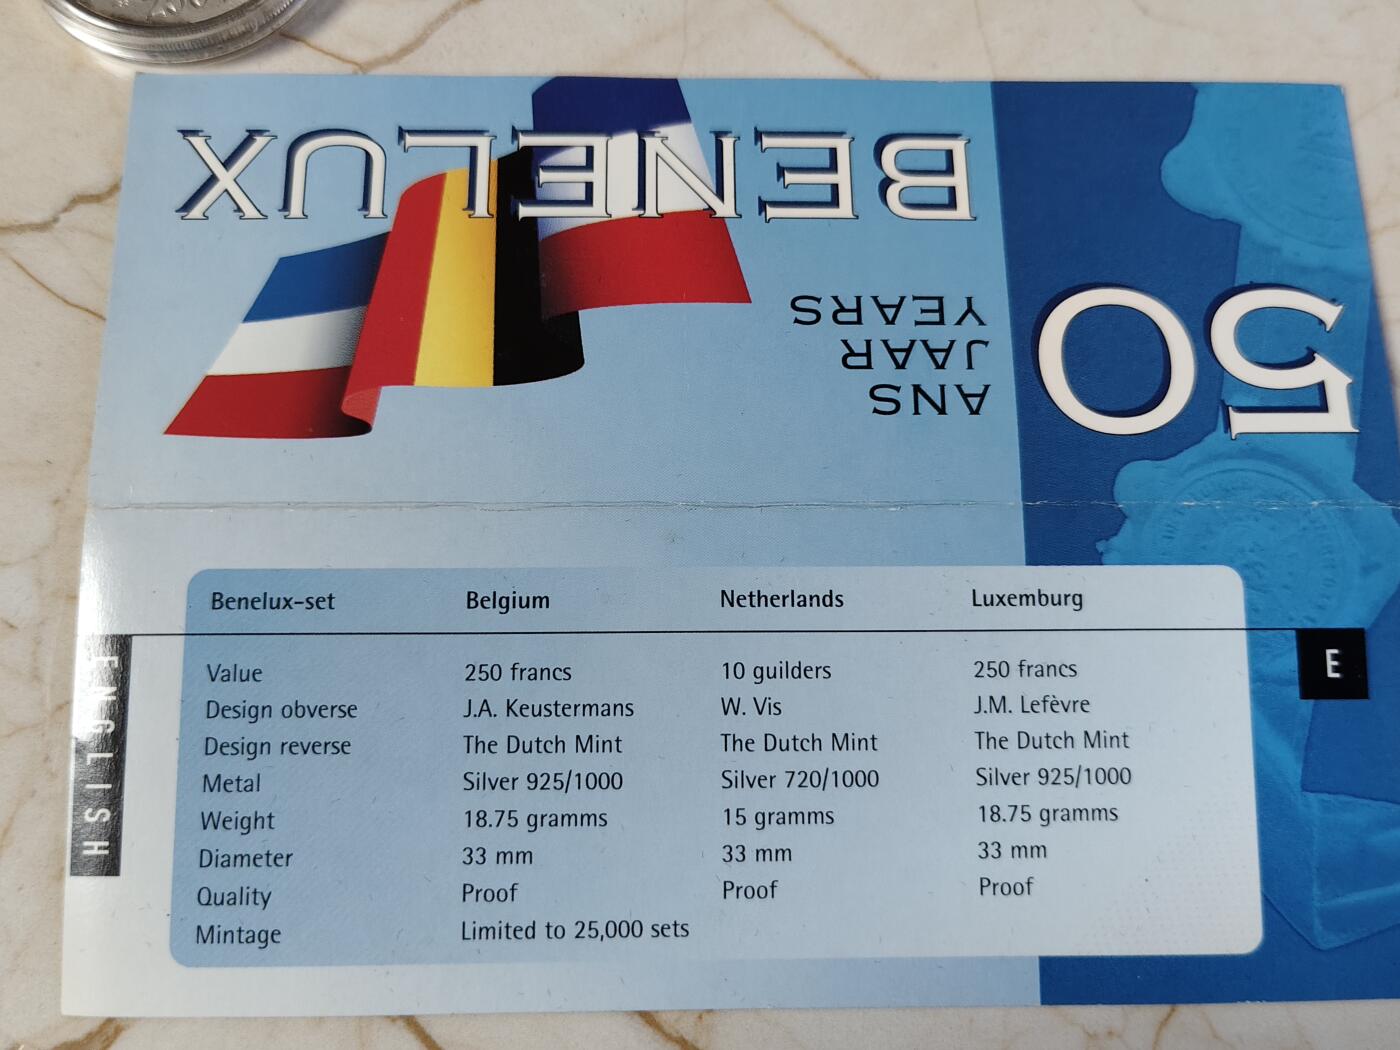 BENELUX
50
ANS
JAAR
YEARS
Benelux-set Belgium Netherlands Luxemburg
E
ENGLISH
Value 250 francs 10 guilders 250 francs
Design obverse J.A. Keustermans W. Vis J.M. Lefèvre
Design reverse The Dutch Mint The Dutch Mint The Dutch Mint
Metal Silver 925/1000 Silver 720/1000 Silver 925/1000
Weight 18.75 gramms 15 gramms 18.75 gramms
Diameter 33 mm 33 mm 33 mm
Quality Proof Proof Proof
Mintage Limited to 25,000 sets